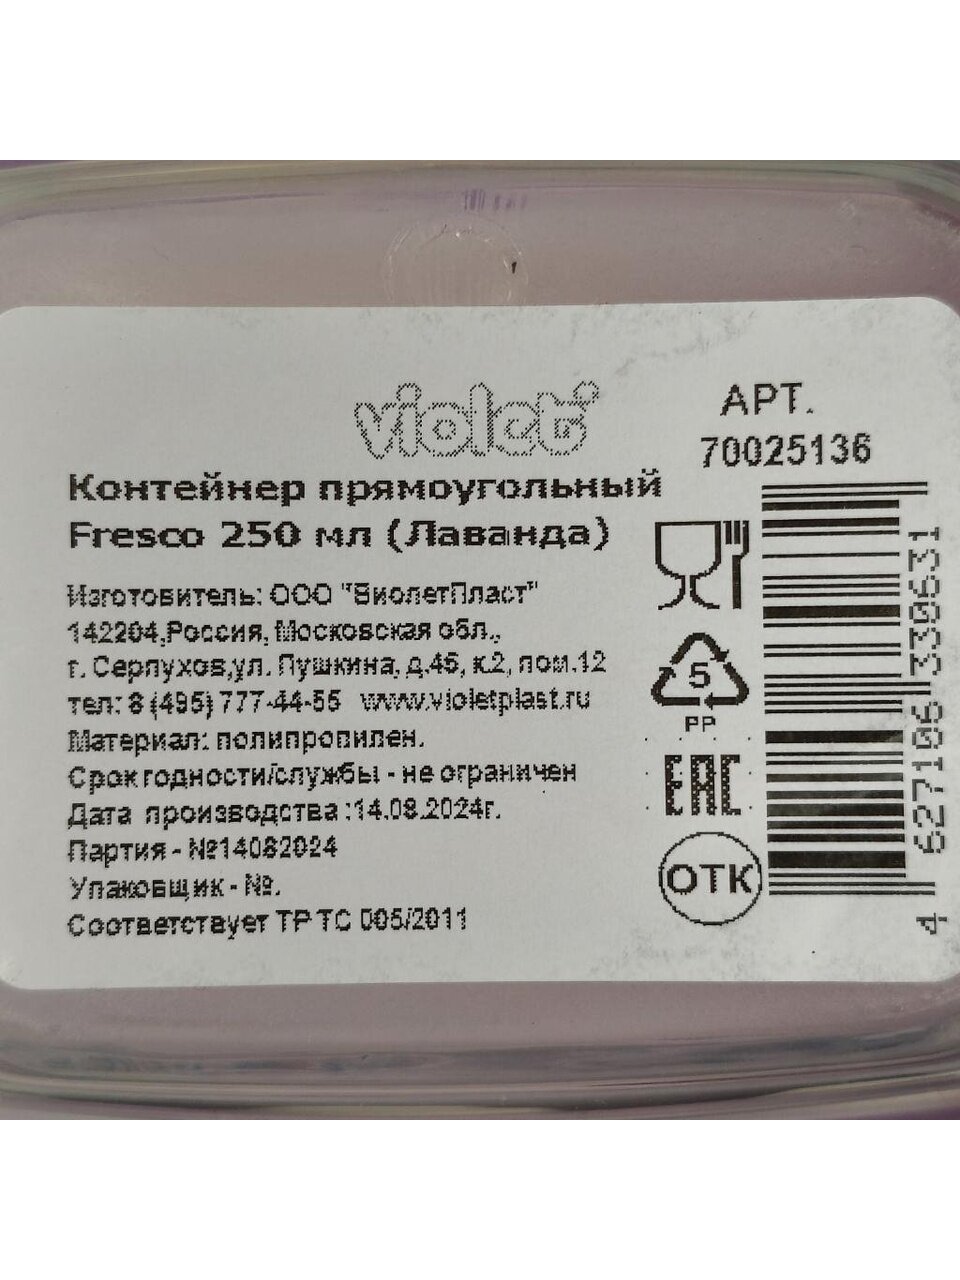 violet
АРТ.
70025136
Контейнер прямоугольный
Fresco 250 мл (Лаванда)
Изготовитель: ООО "ВиолетПласт"
142204,Россия, Московская обл.,
г. Серпухов,ул. Пушкина, д.45, к.2, пом.12
тел: 8 (495) 777-44-55 www.violetplast.ru
Материал: полипропилен.
Срок годности/службы - не ограничен
Дата производства :14.08.2024г.
Партия - №14082024
Упаковщик - №.
Соответствует ТР ТС 005/2011
5
PP
EAC
ОТК
4 627106 330631